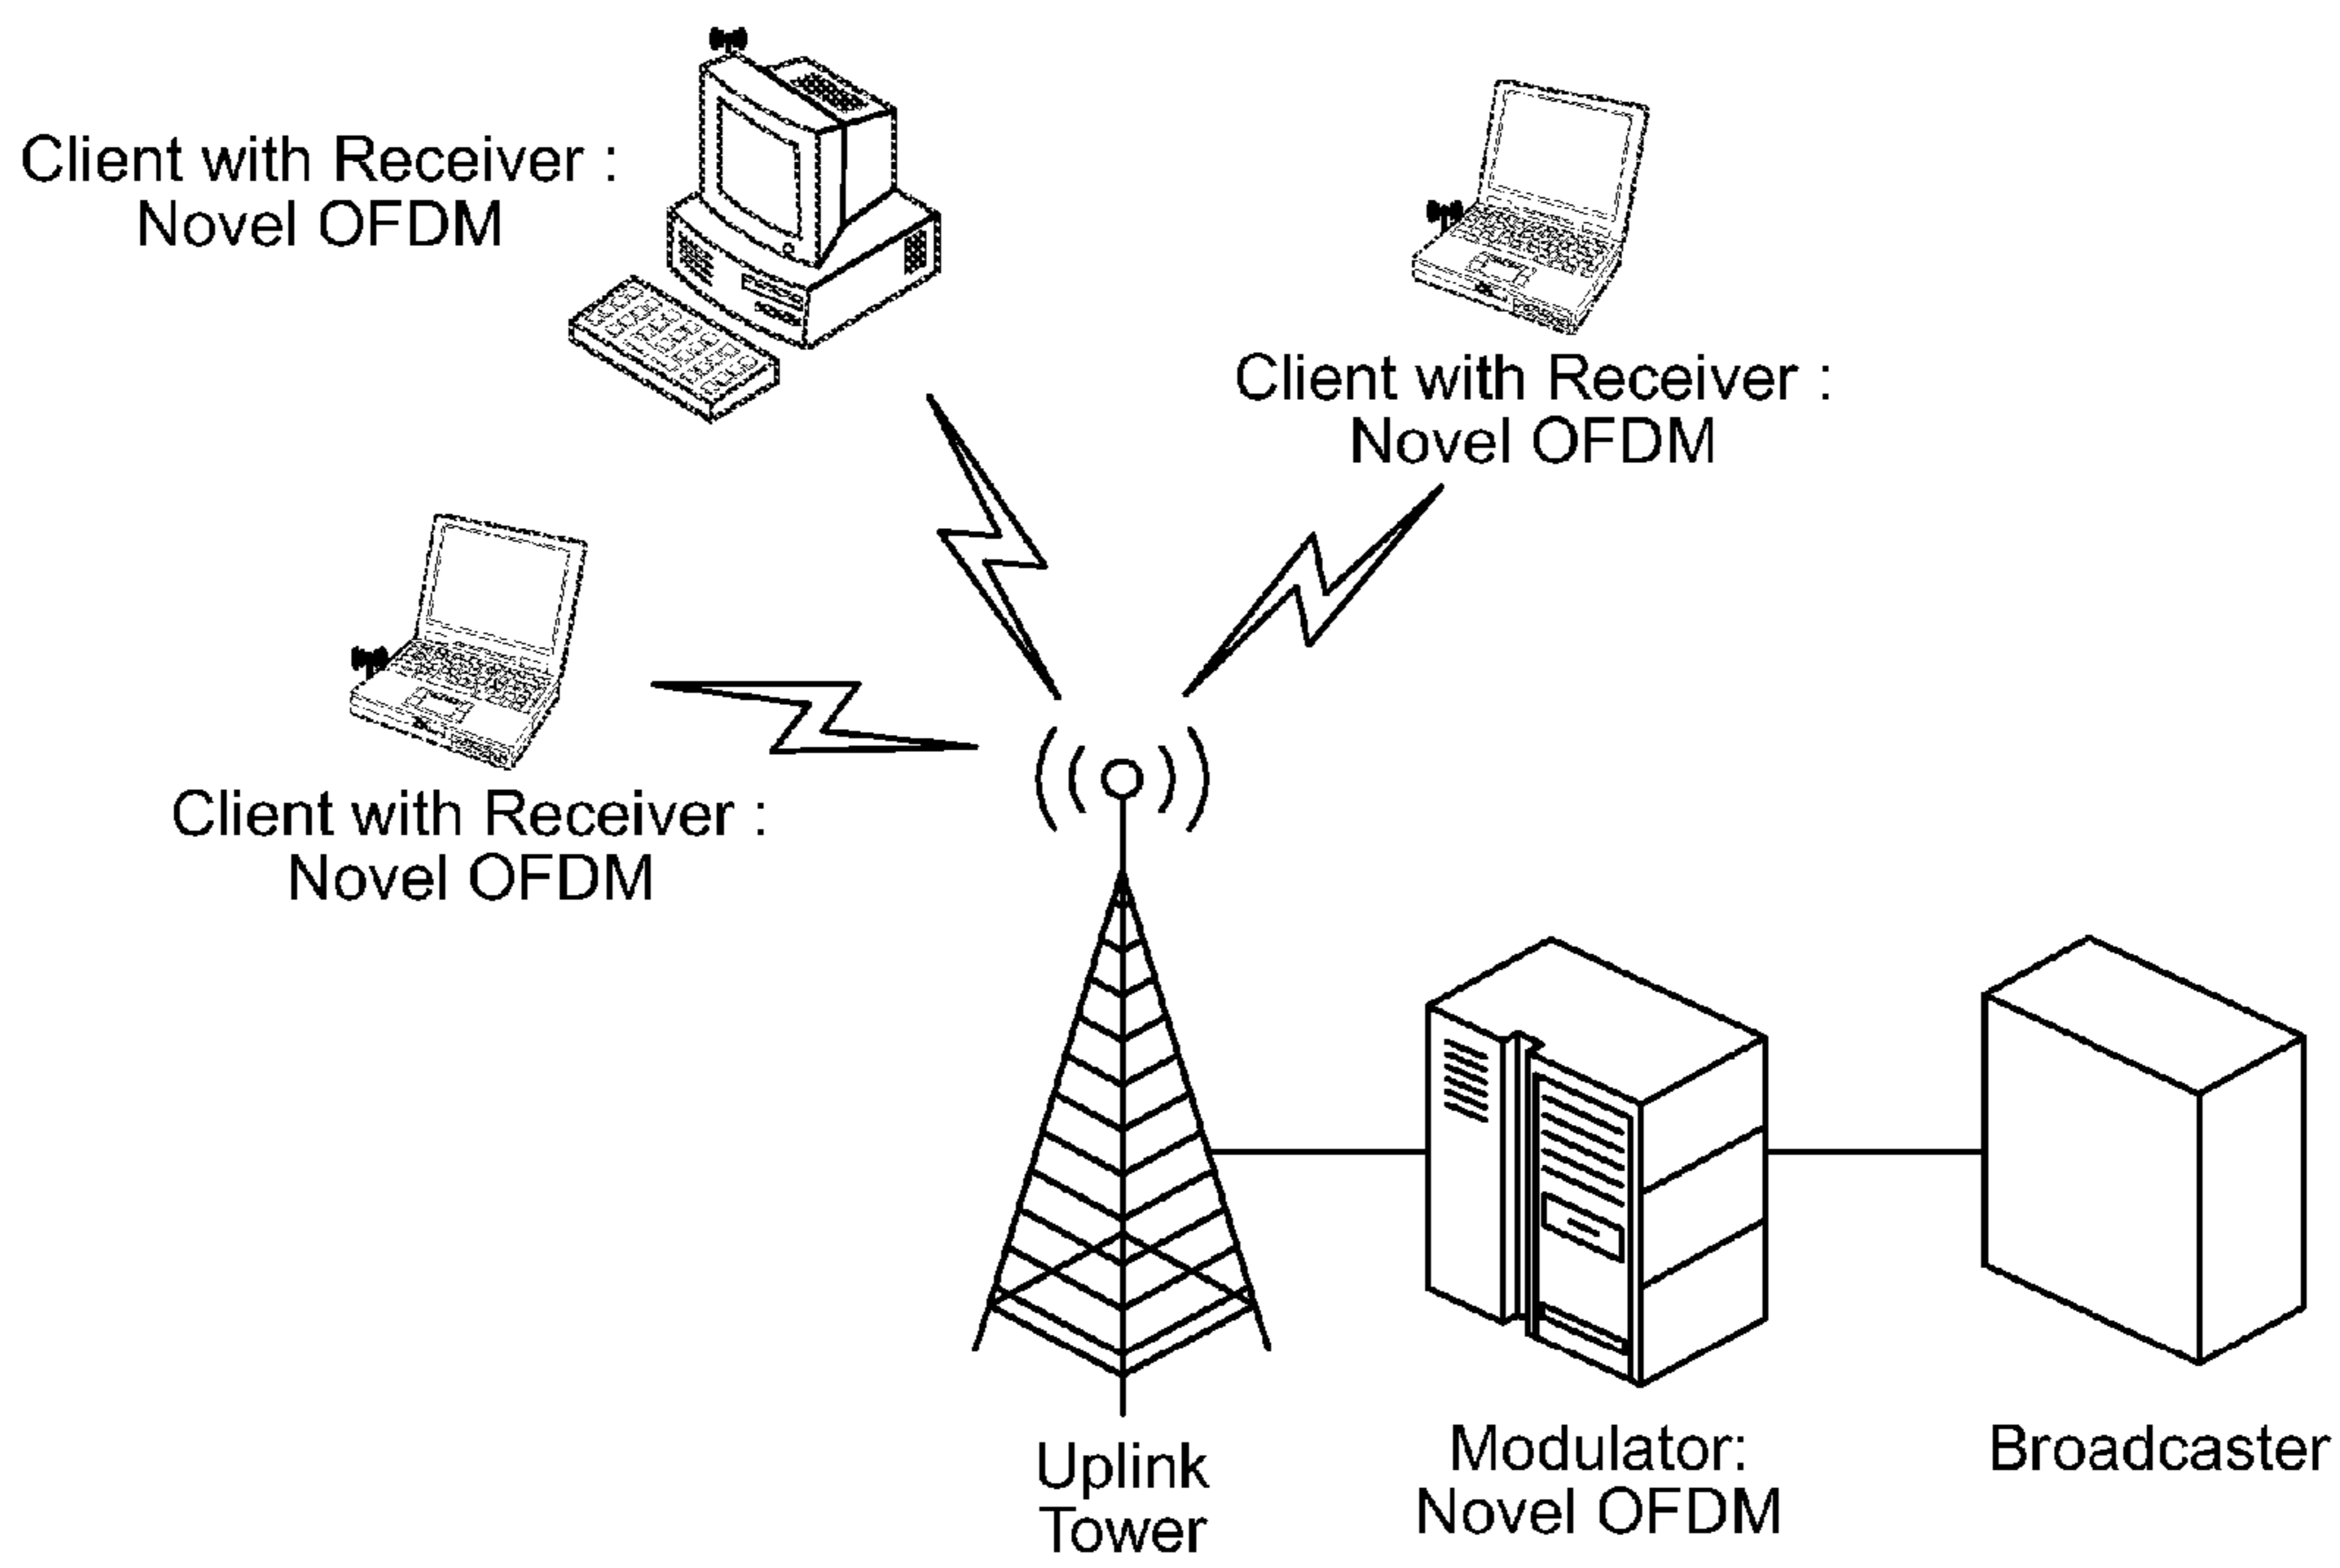 Client with Receiver :
Novel OFDM
Client with Receiver :
Novel OFDM
Client with Receiver :
Novel OFDM
Uplink
Tower
Modulator:
Novel OFDM
Broadcaster